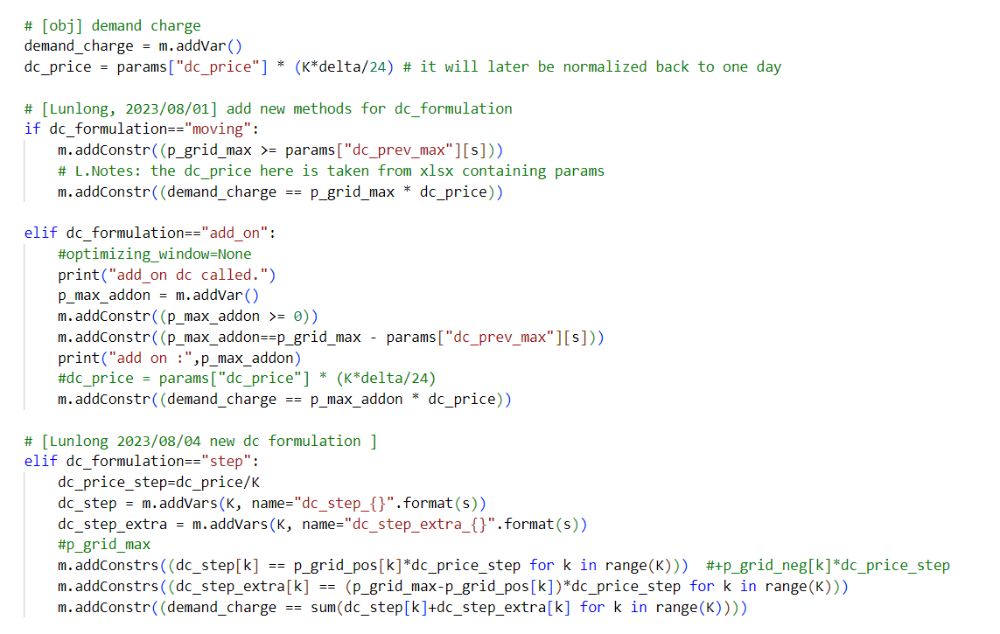 # [obj] demand charge
demand_charge = m.addVar()
dc_price = params["dc_price"] * (K*delta/24) # it will later be normalized back to one day
# [Lunlong, 2023/08/01] add new methods for dc_formulation
if dc_formulation=="moving":
m.addConstr((p_grid_max >= params["dc_prev_max"][s]))
# L.Notes: the dc_price here is taken from xlsx containing params
m.addConstr((demand_charge == p_grid_max * dc_price))
elif dc_formulation=="add_on":
#optimizing_window=None
print("add_on dc called.")
p_max_addon = m.addVar()
m.addConstr((p_max_addon >= 0))
m.addConstr((p_max_addon==p_grid_max - params["dc_prev_max"][s]))
print("add on :",p_max_addon)
#dc_price = params["dc_price"] * (K*delta/24)
m.addConstr((demand_charge == p_max_addon * dc_price))
# [Lunlong 2023/08/04 new dc formulation ]
elif dc_formulation=="step":
dc_price_step=dc_price/K
dc_step = m.addVars(K, name="dc_step_{}".format(s))
dc_step_extra = m.addVars(K, name="dc_step_extra_{}".format(s))
#p_grid_max
m.addConstrs((dc_step[k] == p_grid_pos[k]*dc_price_step for k in range(K)))  #+p_grid_neg[k]*dc_price_step
m.addConstrs((dc_step_extra[k] == (p_grid_max-p_grid_pos[k])*dc_price_step for k in range(K)))
m.addConstr((demand_charge == sum(dc_step[k]+dc_step_extra[k] for k in range(K))))